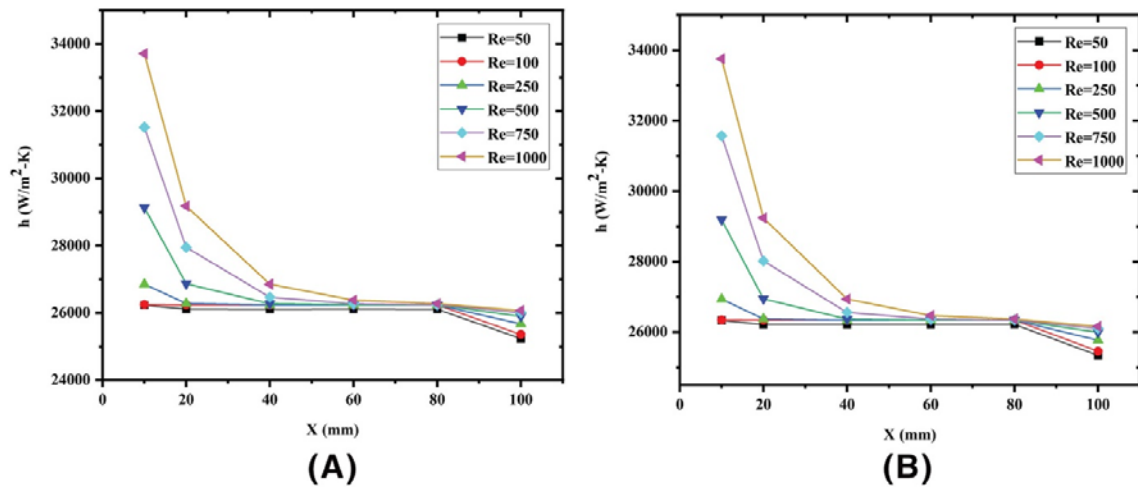 34000
32000
30000
28000
26000
24000
h (W/m²-K)
0 20 40 60 80 100
X (mm)
Re=50
Re=100
Re=250
Re=500
Re=750
Re=1000
(A)
34000
32000
30000
28000
26000
h (W/m²-K)
0 20 40 60 80 100
X (mm)
Re=50
Re=100
Re=250
Re=500
Re=750
Re=1000
(B)